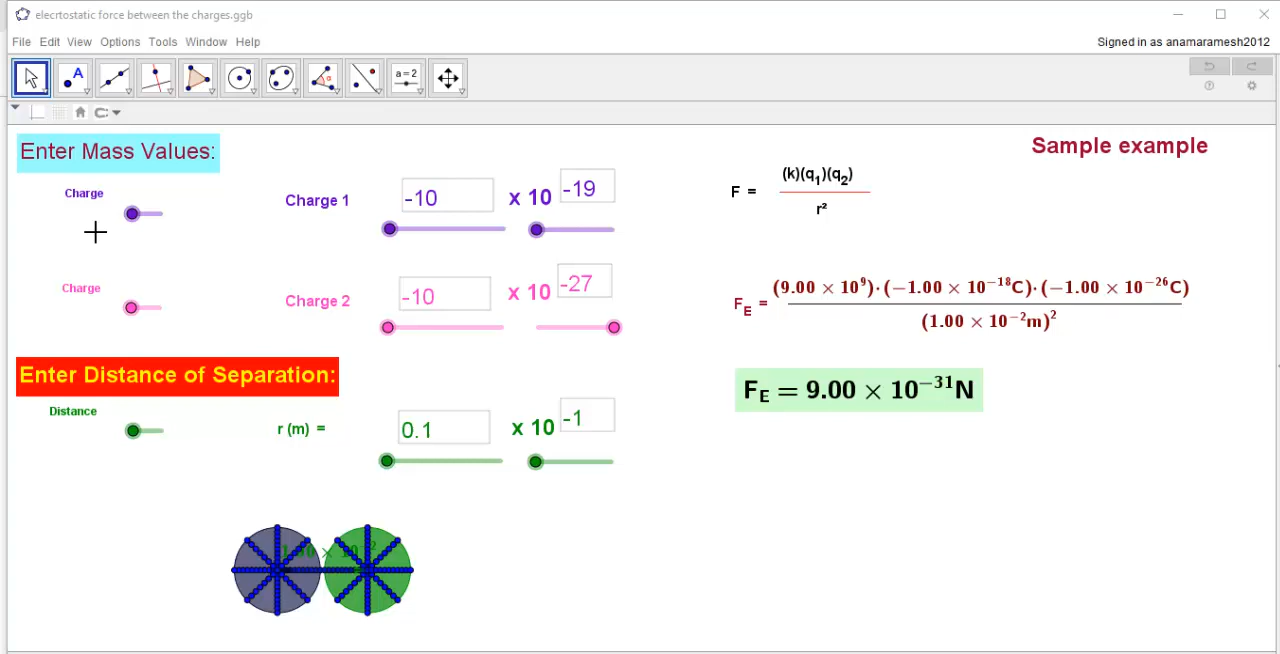 elecrtostatic force between the charges.ggb
File Edit View Options Tools Window Help
Signed in as anamaramesh2012
A
α
a=2
Enter Mass Values:
Sample example
Charge
Charge 1
-10
x 10
-19
F =
(k)(q₁)(q₂)
r²
Charge
Charge 2
-10
x 10
-27
F_E =
(9.00 × 10⁹)·(−1.00 × 10⁻¹⁸C)·(−1.00 × 10⁻²⁶C)
(1.00 × 10⁻²m)²
Enter Distance of Separation:
F_E = 9.00 × 10⁻³¹N
Distance
r (m) =
0.1
x 10
-1